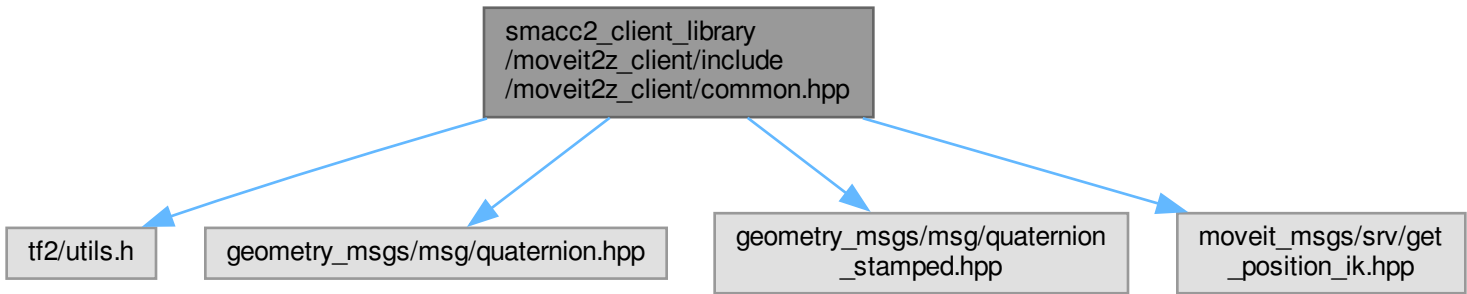 smacc2_client_library
/moveit2z_client/include
/moveit2z_client/common.hpp
tf2/utils.h
geometry_msgs/msg/quaternion.hpp
geometry_msgs/msg/quaternion
_stamped.hpp
moveit_msgs/srv/get
_position_ik.hpp